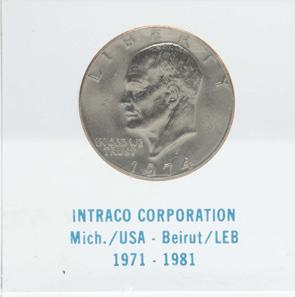 LIBERTY
IN GOD WE
TRUST
1974
INTRACO CORPORATION
Mich./USA - Beirut/LEB
1971 - 1981